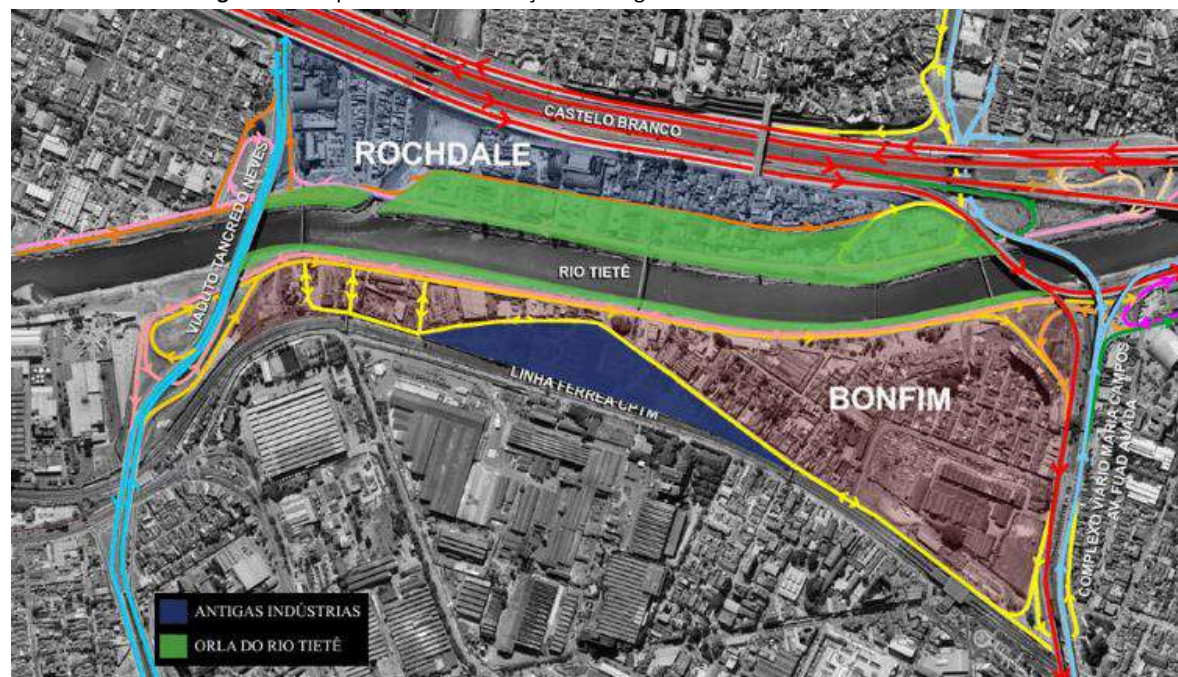 CASTELO BRANCO
ROCHDALE
VIADUTO TANCREDO NEVES
RIO TIETÊ
LINHA FERREA CPTM
BONFIM
COMPLEXO VIARIO MARIA CAMPOS
AV. FUAD AUADA
ANTIGAS INDÚSTRIAS
ORLA DO RIO TIETÊ